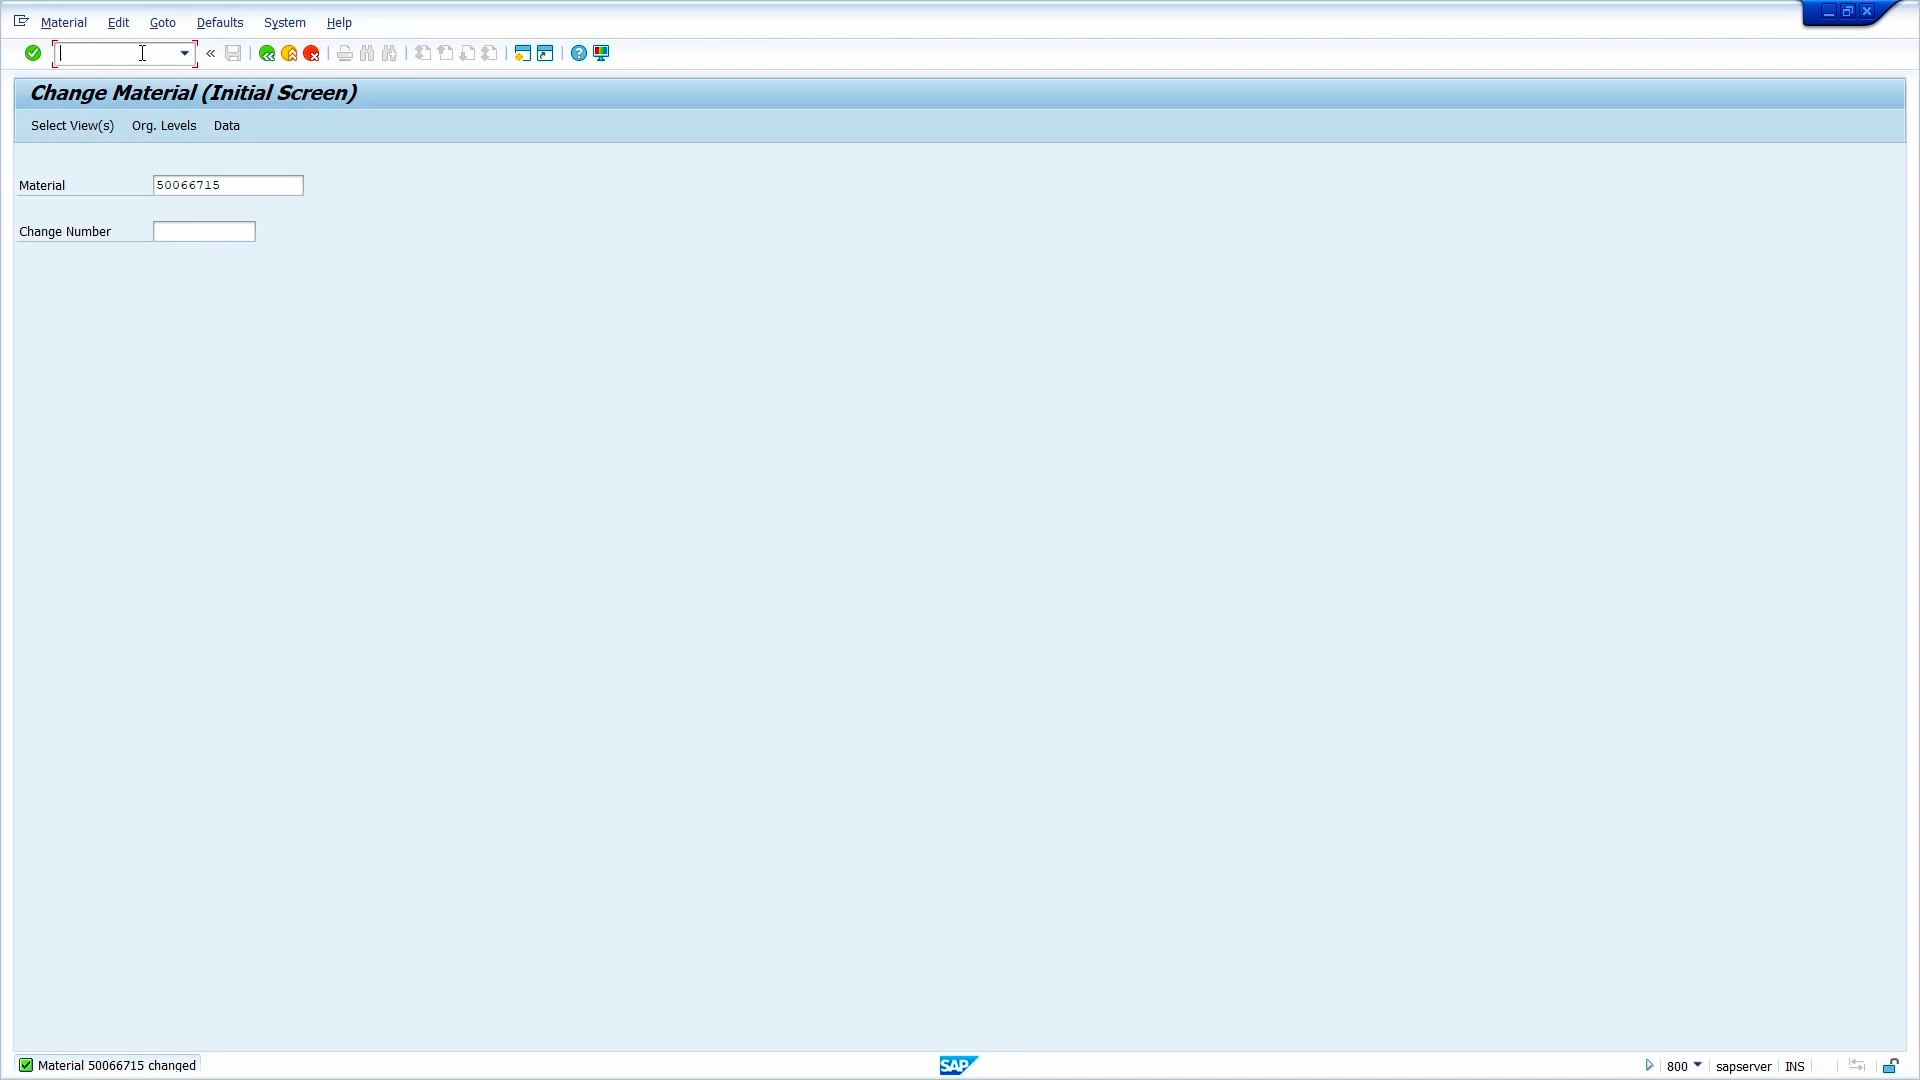 Material Edit Goto Defaults System Help
Change Material (Initial Screen)
Select View(s) Org. Levels Data
Material 50066715
Change Number
Material 50066715 changed
SAP
800 sapserver INS